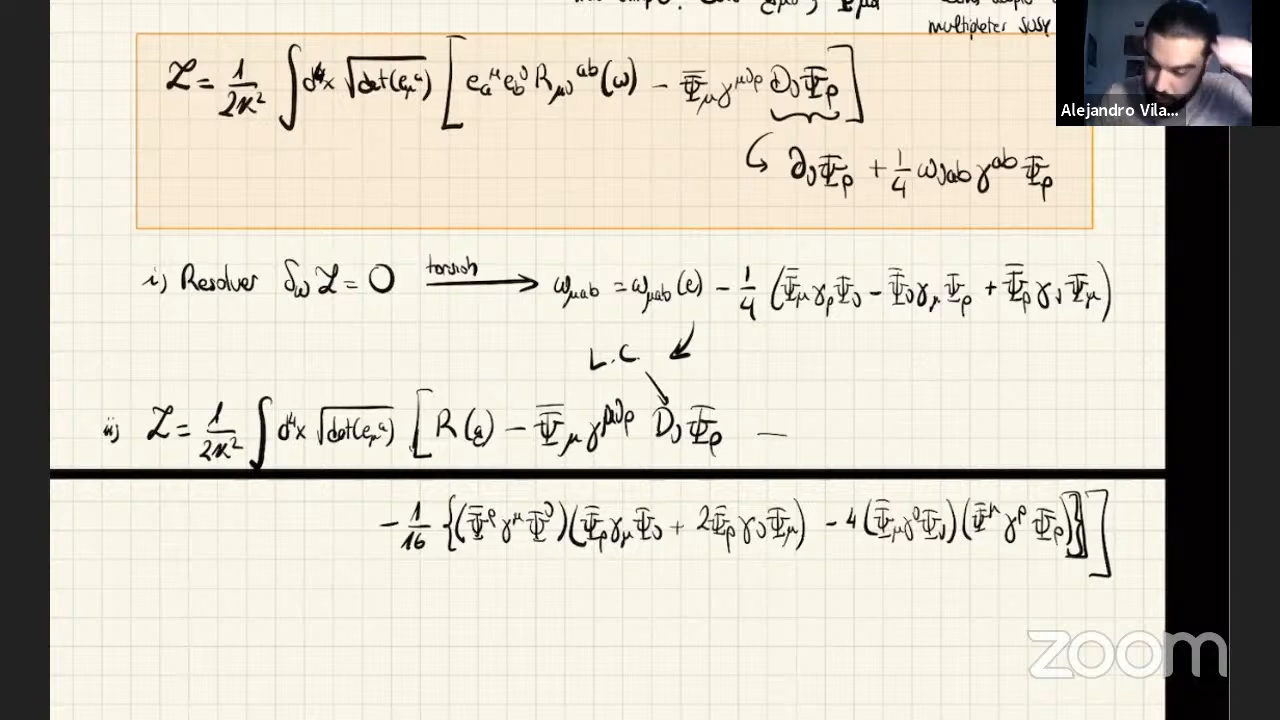 multipletes SUSY
Alejandro Vila...
ℒ = 1/2κ² ∫ d⁴x √det(e_μ^a) [ e_a^μ e_b^ν R_μν^ab(ω) − Ψ̄_μ γ^μνρ D_ν Ψ_ρ ]
↳ ∂_ν Ψ_ρ + 1/4 ω_νab γ^ab Ψ_ρ
i) Resolver δ_ω ℒ = 0 torsión ⟶ ω_μab = ω_μab(e) − 1/4 (Ψ̄_μ γ_ρ Ψ_ν − Ψ̄_ν γ_μ Ψ_ρ + Ψ̄_ρ γ_ν Ψ_μ)
L.C.
ii) ℒ = 1/2κ² ∫ d⁴x √det(e_μ^a) [ R(e) − Ψ̄_μ γ^μνρ D_ν Ψ_ρ —
− 1/16 {(Ψ̄^ρ γ^μ Ψ^ν)(Ψ̄_ρ γ_μ Ψ_ν + 2Ψ̄_ρ γ_ν Ψ_μ) − 4(Ψ̄_μ γ^ν Ψ_ν)(Ψ̄^μ γ^ρ Ψ_ρ)}]
zoom